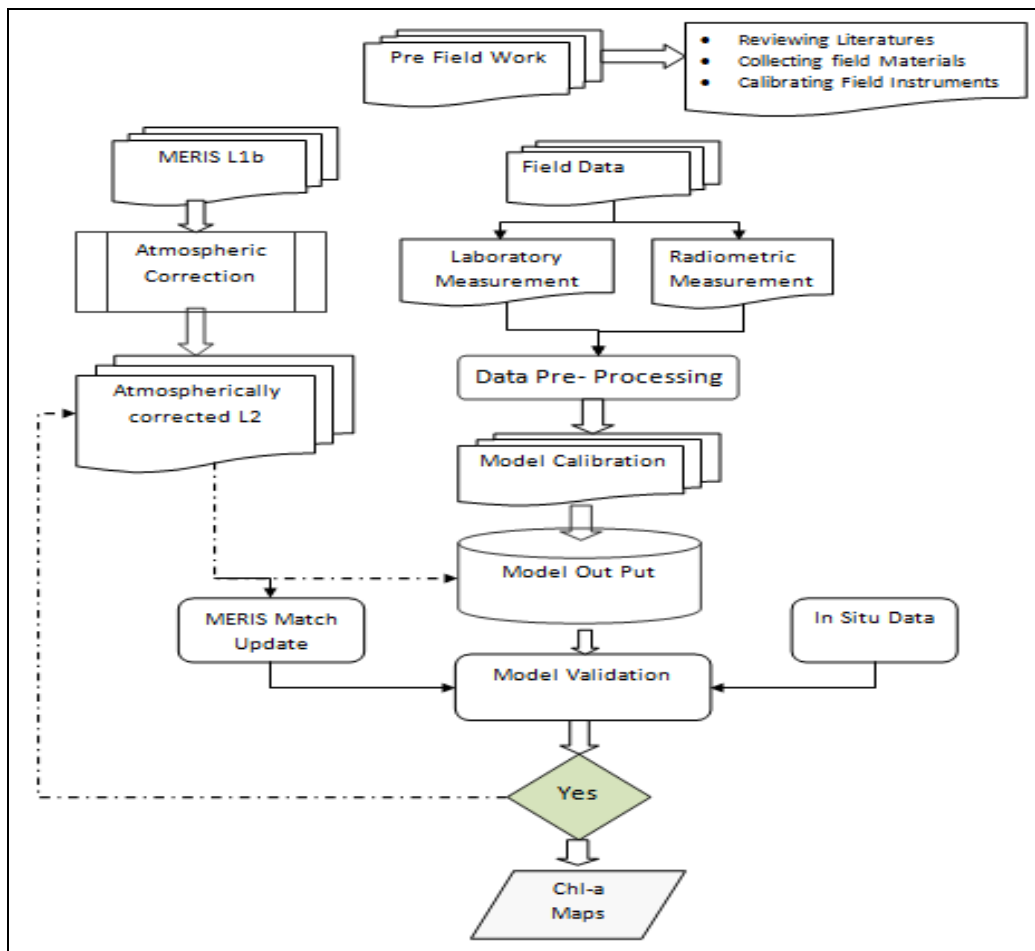 Pre Field Work
• Reviewing Literatures
• Collecting field Materials
• Calibrating Field Instruments
MERIS L1b
Field Data
Atmospheric
Correction
Laboratory
Measurement
Radiometric
Measurement
Data Pre- Processing
Atmospherically
corrected L2
Model Calibration
Model Out Put
MERIS Match
Update
In Situ Data
Model Validation
Yes
Chl-a
Maps